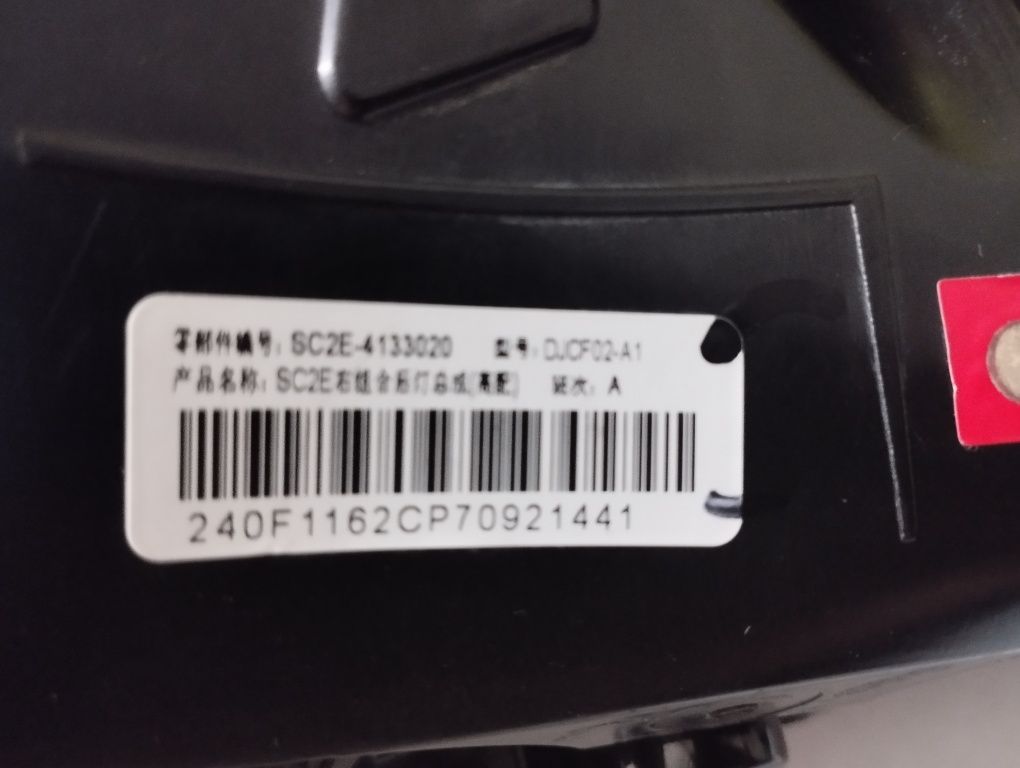 零部件编号: SC2E-4133020 型号: DJCF02-A1
产品名称: SC2E右组合后灯总成(高配) 班次: A
240F1162CP70921441